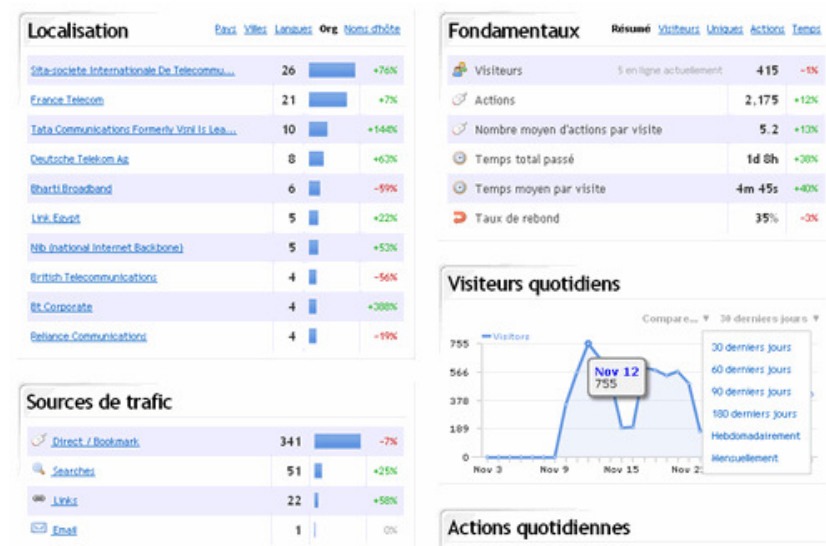 Localisation
Pays Villes Langues Org Noms d'hôte
Sita-societe Internationale De Telecommu... 26 +76%
France Telecom 21 +7%
Tata Communications Formerly Vsnl Is Lea... 10 +144%
Deutsche Telekom Ag 8 +63%
Bharti Broadband 6 -59%
Link Egypt 5 +22%
Nib (national Internet Backbone) 5 +53%
British Telecommunications 4 -56%
Bt Corporate 4 +388%
Reliance Communications 4 -19%
Sources de trafic
Direct / Bookmark 341 -7%
Searches 51 +25%
Links 22 +58%
Email 1 0%
Fondamentaux
Résumé Visiteurs Uniques Actions Temps
Visiteurs 5 en ligne actuellement 415 -1%
Actions 2,175 +12%
Nombre moyen d'actions par visite 5.2 +13%
Temps total passé 1d 8h +38%
Temps moyen par visite 4m 45s +40%
Taux de rebond 35% -3%
Visiteurs quotidiens
Compare... ▼ 30 derniers jours ▼
Visitors
755
566
378
189
0
Nov 12
755
30 derniers jours
60 derniers jours
90 derniers jours
180 derniers jours
Hebdomadairement
Mensuellement
Nov 3 Nov 9 Nov 15 Nov 2
Actions quotidiennes